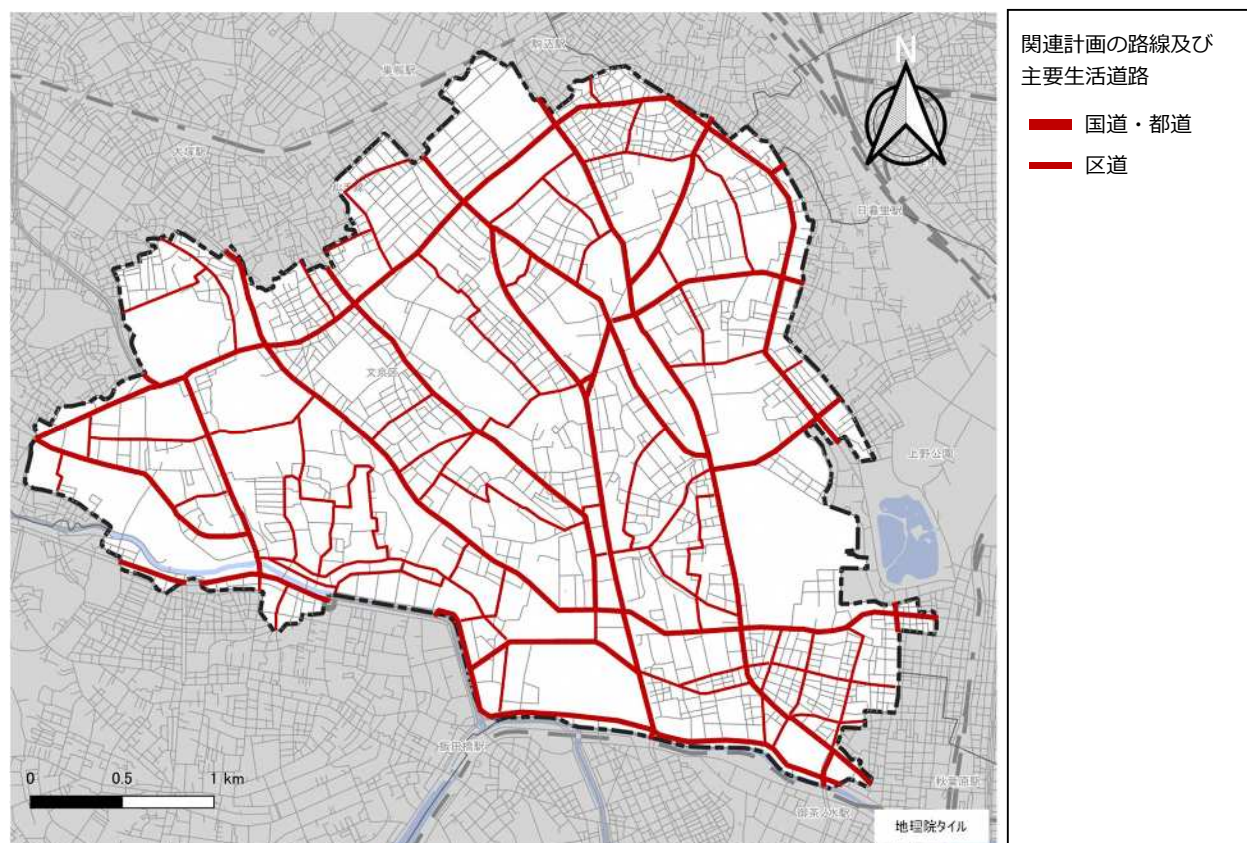 関連計画の路線及び
主要生活道路
国道・都道
区道
N
駒込駅
巣鴨駅
大塚駅
日暮里駅
文京区
上野公園
飯田橋駅
秋葉原駅
御茶ノ水駅
0 0.5 1 km
地理院タイル